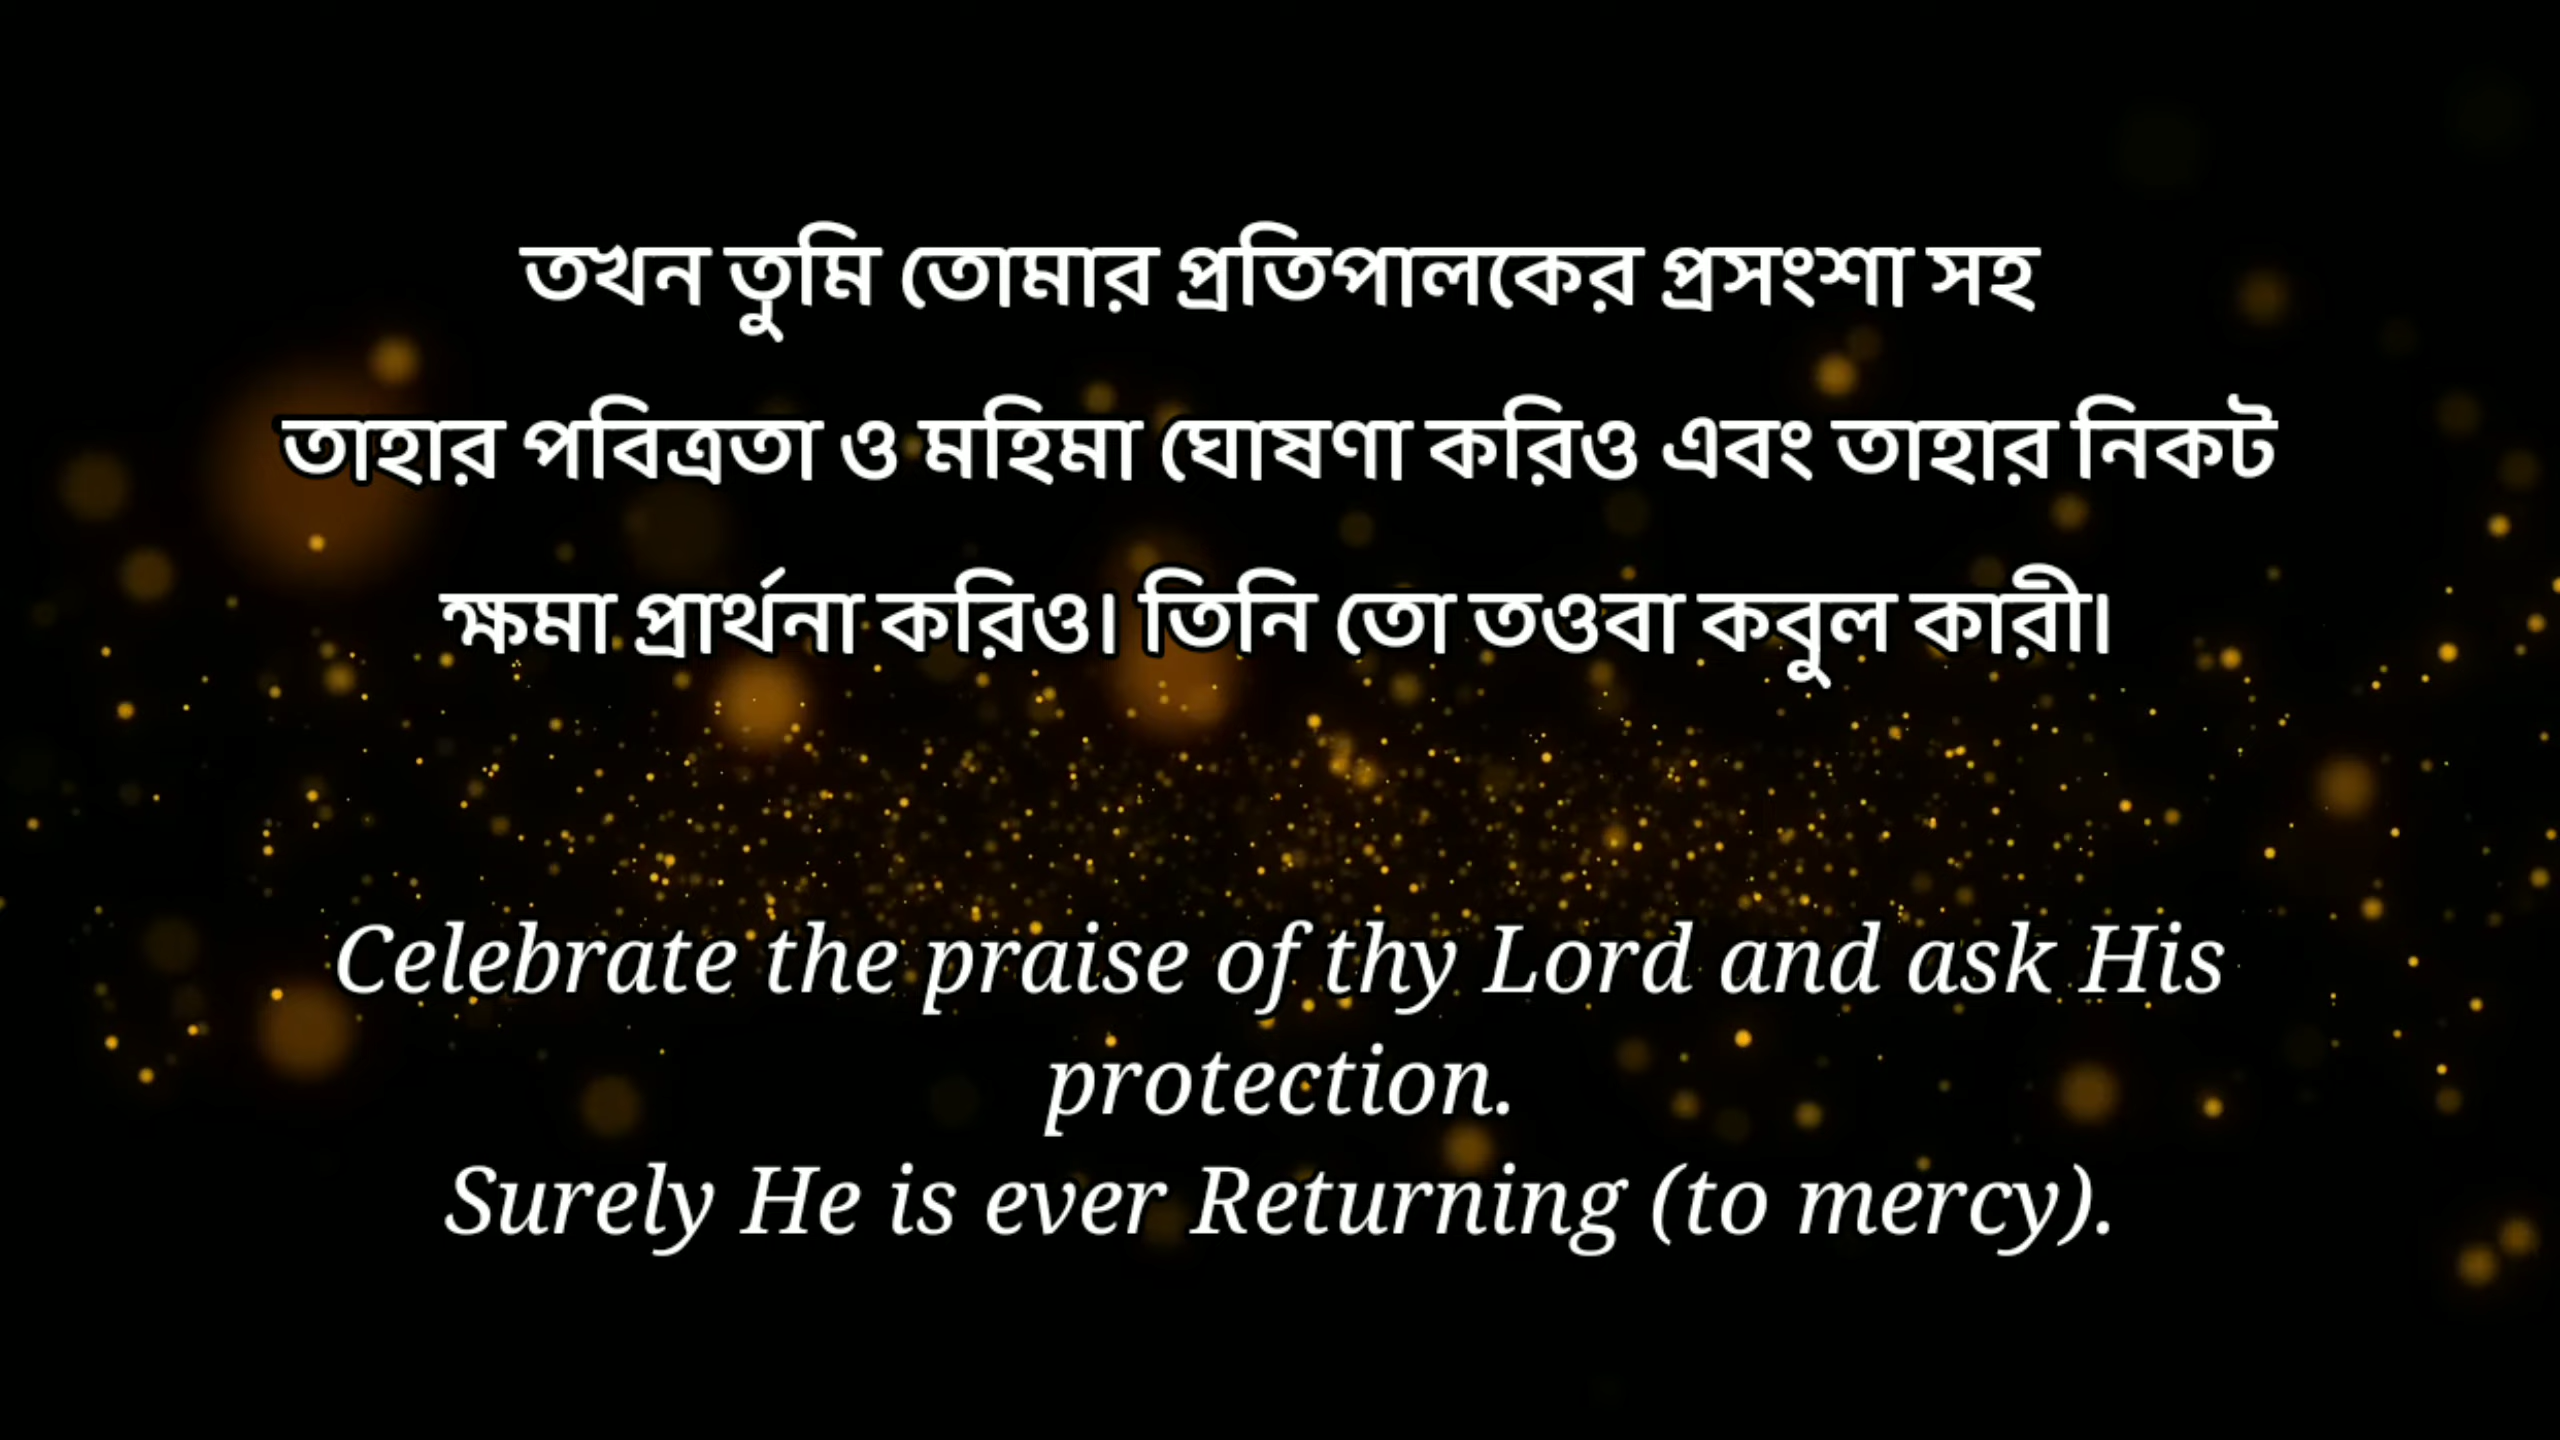 তখন তুমি তোমার প্রতিপালকের প্রসংশা সহ
তাহার পবিত্রতা ও মহিমা ঘোষণা করিও এবং তাহার নিকট
ক্ষমা প্রার্থনা করিও। তিনি তো তওবা কবুল কারী।
Celebrate the praise of thy Lord and ask His
protection.
Surely He is ever Returning (to mercy).